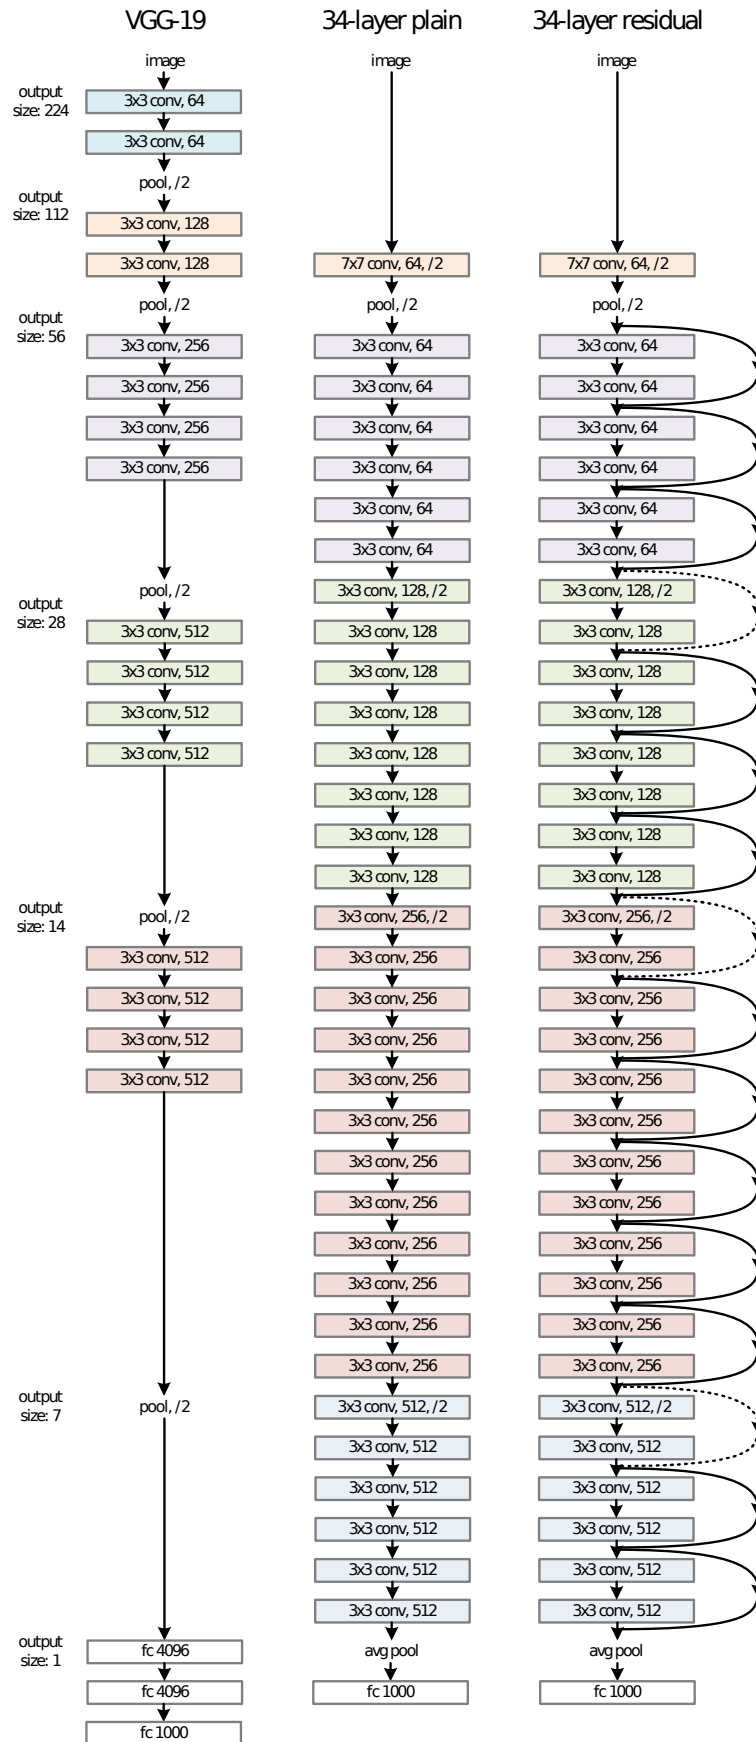 VGG-19
image
output
size: 224
3x3 conv, 64
3x3 conv, 64
pool, /2
output
size: 112
3x3 conv, 128
3x3 conv, 128
pool, /2
output
size: 56
3x3 conv, 256
3x3 conv, 256
3x3 conv, 256
3x3 conv, 256
pool, /2
output
size: 28
3x3 conv, 512
3x3 conv, 512
3x3 conv, 512
3x3 conv, 512
pool, /2
output
size: 14
3x3 conv, 512
3x3 conv, 512
3x3 conv, 512
3x3 conv, 512
output
size: 7
pool, /2
output
size: 1
fc 4096
fc 4096
fc 1000
34-layer plain
image
7x7 conv, 64, /2
pool, /2
3x3 conv, 64
3x3 conv, 64
3x3 conv, 64
3x3 conv, 64
3x3 conv, 64
3x3 conv, 64
3x3 conv, 128, /2
3x3 conv, 128
3x3 conv, 128
3x3 conv, 128
3x3 conv, 128
3x3 conv, 128
3x3 conv, 128
3x3 conv, 128
3x3 conv, 256, /2
3x3 conv, 256
3x3 conv, 256
3x3 conv, 256
3x3 conv, 256
3x3 conv, 256
3x3 conv, 256
3x3 conv, 256
3x3 conv, 256
3x3 conv, 256
3x3 conv, 256
3x3 conv, 256
3x3 conv, 512, /2
3x3 conv, 512
3x3 conv, 512
3x3 conv, 512
3x3 conv, 512
3x3 conv, 512
avg pool
fc 1000
34-layer residual
image
7x7 conv, 64, /2
pool, /2
3x3 conv, 64
3x3 conv, 64
3x3 conv, 64
3x3 conv, 64
3x3 conv, 64
3x3 conv, 64
3x3 conv, 128, /2
3x3 conv, 128
3x3 conv, 128
3x3 conv, 128
3x3 conv, 128
3x3 conv, 128
3x3 conv, 128
3x3 conv, 128
3x3 conv, 256, /2
3x3 conv, 256
3x3 conv, 256
3x3 conv, 256
3x3 conv, 256
3x3 conv, 256
3x3 conv, 256
3x3 conv, 256
3x3 conv, 256
3x3 conv, 256
3x3 conv, 256
3x3 conv, 256
3x3 conv, 512, /2
3x3 conv, 512
3x3 conv, 512
3x3 conv, 512
3x3 conv, 512
3x3 conv, 512
avg pool
fc 1000